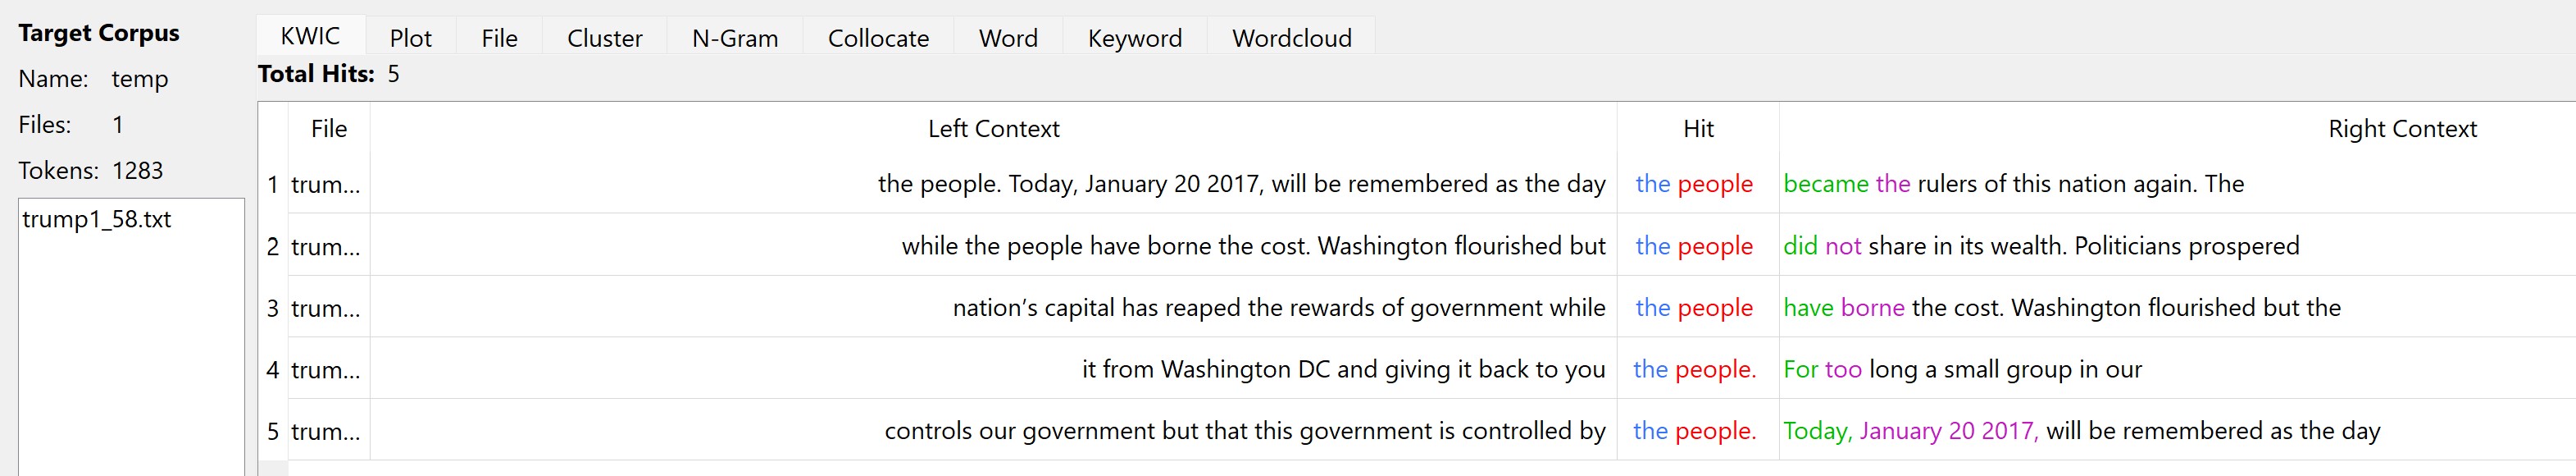 Target Corpus
Name: temp
Files: 1
Tokens: 1283
trump1_58.txt
KWIC Plot File Cluster N-Gram Collocate Word Keyword Wordcloud
Total Hits: 5
File Left Context Hit Right Context
1 trum... the people. Today, January 20 2017, will be remembered as the day the people became the rulers of this nation again. The
2 trum... while the people have borne the cost. Washington flourished but the people did not share in its wealth. Politicians prospered
3 trum... nation’s capital has reaped the rewards of government while the people have borne the cost. Washington flourished but the
4 trum... it from Washington DC and giving it back to you the people. For too long a small group in our
5 trum... controls our government but that this government is controlled by the people. Today, January 20 2017, will be remembered as the day